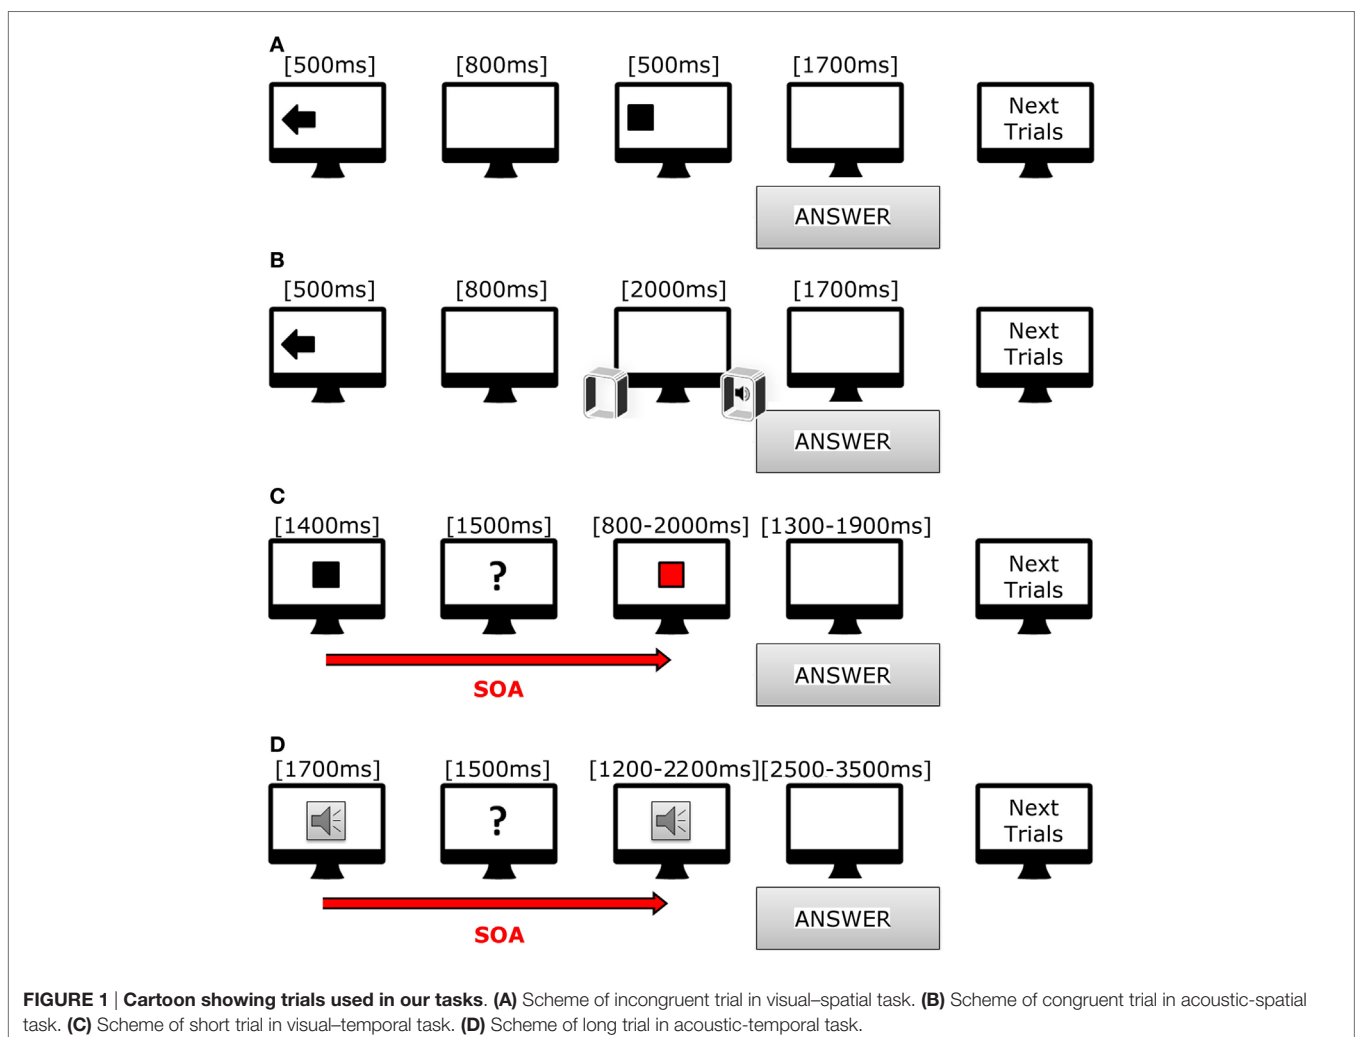 A
[500ms] [800ms] [500ms] [1700ms]
Next
Trials
ANSWER
B
[500ms] [800ms] [2000ms] [1700ms]
Next
Trials
ANSWER
C
[1400ms] [1500ms] [800-2000ms] [1300-1900ms]
?
Next
Trials
SOA
ANSWER
D
[1700ms] [1500ms] [1200-2200ms] [2500-3500ms]
?
Next
Trials
SOA
ANSWER
FIGURE 1 | Cartoon showing trials used in our tasks. (A) Scheme of incongruent trial in visual–spatial task. (B) Scheme of congruent trial in acoustic-spatial
task. (C) Scheme of short trial in visual–temporal task. (D) Scheme of long trial in acoustic-temporal task.